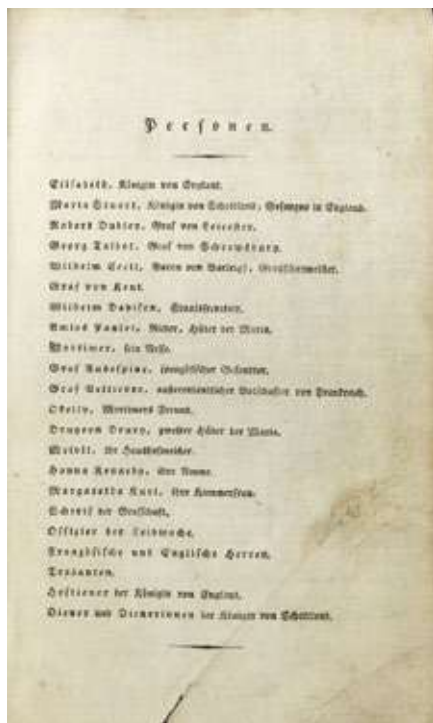 Personen.
Elisabeth, Königin von England.
Maria Stuart, Königin von Schottland, Gefangne in England.
Robert Dudley, Graf von Leicester.
Georg Talbot, Graf von Schrewsbury.
Wilhelm Cecil, Baron von Burleigh, Großschatzmeister.
Graf von Kent.
Wilhelm Davison, Staatssecretair.
Amias Paulet, Ritter, Hüter der Maria.
Mortimer, sein Neffe.
Graf Aubespine, französischer Gesandter.
Graf Bellievre, außerordentlicher Botschafter von Frankreich.
Okelly, Mortimers Freund.
Drugeon Drury, zweiter Hüter der Maria.
Melvil, ihr Haushofmeister.
Hanna Kennedy, ihre Amme.
Margaretha Kurl, ihre Kammerfrau.
Scherif der Grafschaft.
Offizier der Leibwache.
Französische und Englische Herren.
Trabanten.
Hofdiener der Königin von England.
Diener und Dienerinnen der Königin von Schottland.